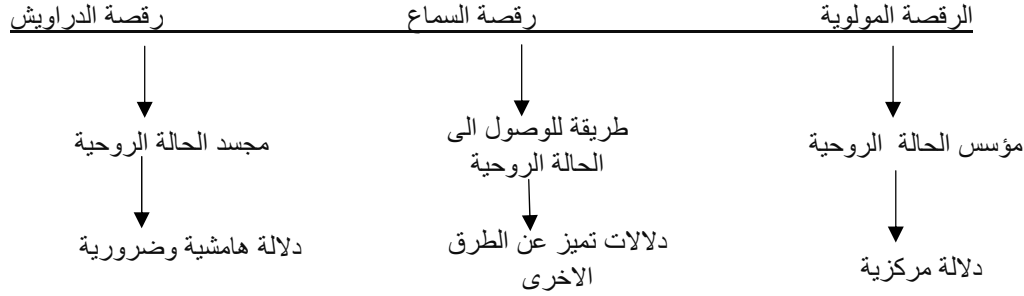 الرقصة المولوية
رقصة السماع
رقصة الدراويش
مؤسس الحالة الروحية
طريقة للوصول الى
الحالة الروحية
مجسد الحالة الروحية
دلالة مركزية
دلالات تميز عن الطرق
الاخرى
دلالة هامشية وضرورية